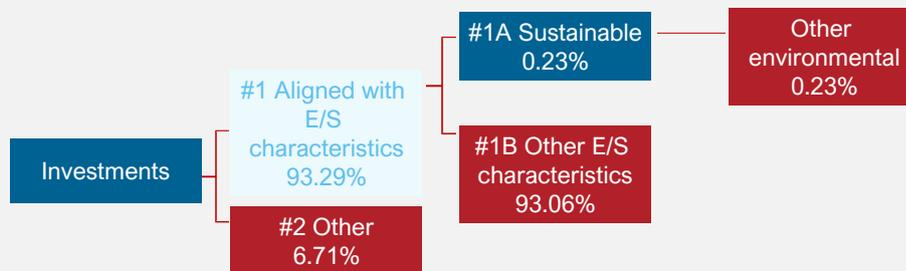 Investments
#1 Aligned with
E/S
characteristics
93.29%
#2 Other
6.71%
#1A Sustainable
0.23%
#1B Other E/S
characteristics
93.06%
Other
environmental
0.23%